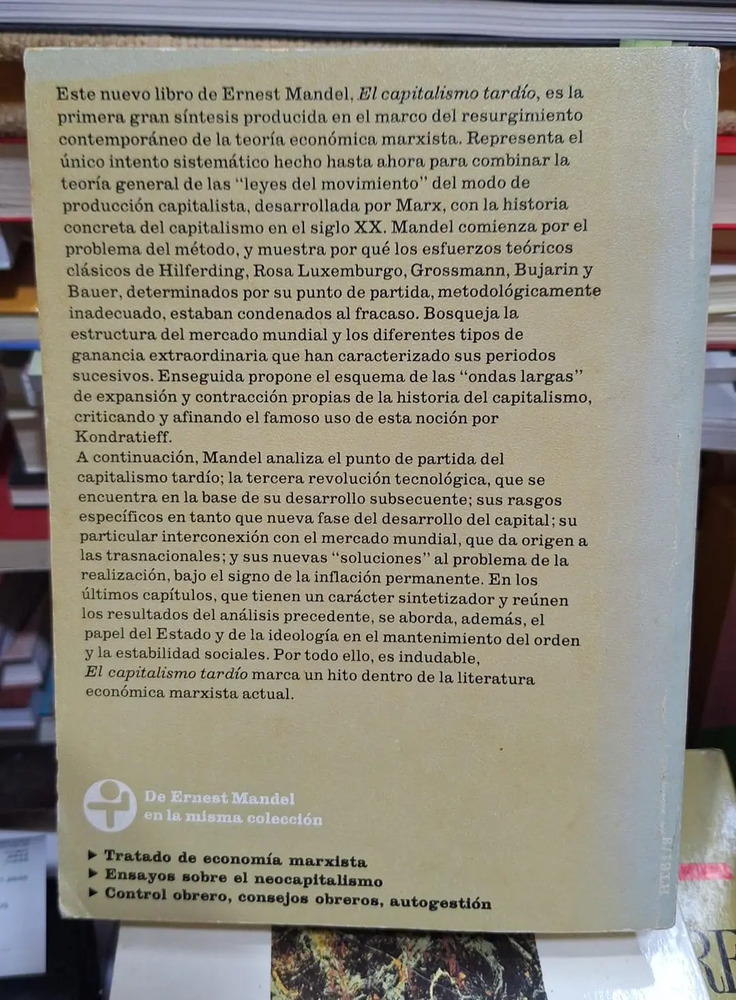 Este nuevo libro de Ernest Mandel, El capitalismo tardío, es la
primera gran síntesis producida en el marco del resurgimiento
contemporáneo de la teoría económica marxista. Representa el
único intento sistemático hecho hasta ahora para combinar la
teoría general de las "leyes del movimiento" del modo de
producción capitalista, desarrollada por Marx, con la historia
concreta del capitalismo en el siglo XX. Mandel comienza por el
problema del método, y muestra por qué los esfuerzos teóricos
clásicos de Hilferding, Rosa Luxemburgo, Grossmann, Bujarin y
Bauer, determinados por su punto de partida, metodológicamente
inadecuado, estaban condenados al fracaso. Bosqueja la
estructura del mercado mundial y los diferentes tipos de
ganancia extraordinaria que han caracterizado sus periodos
sucesivos. Enseguida propone el esquema de las "ondas largas"
de expansión y contracción propias de la historia del capitalismo,
criticando y afinando el famoso uso de esta noción por
Kondratieff.
A continuación, Mandel analiza el punto de partida del
capitalismo tardío; la tercera revolución tecnológica, que se
encuentra en la base de su desarrollo subsecuente; sus rasgos
específicos en tanto que nueva fase del desarrollo del capital; su
particular interconexión con el mercado mundial, que da origen a
las trasnacionales; y sus nuevas "soluciones" al problema de la
realización, bajo el signo de la inflación permanente. En los
últimos capítulos, que tienen un carácter sintetizador y reúnen
los resultados del análisis precedente, se aborda, además, el
papel del Estado y de la ideología en el mantenimiento del orden
y la estabilidad sociales. Por todo ello, es indudable,
El capitalismo tardío marca un hito dentro de la literatura
económica marxista actual.
De Ernest Mandel
en la misma colección
▶ Tratado de economía marxista
▶ Ensayos sobre el neocapitalismo
▶ Control obrero, consejos obreros, autogestión